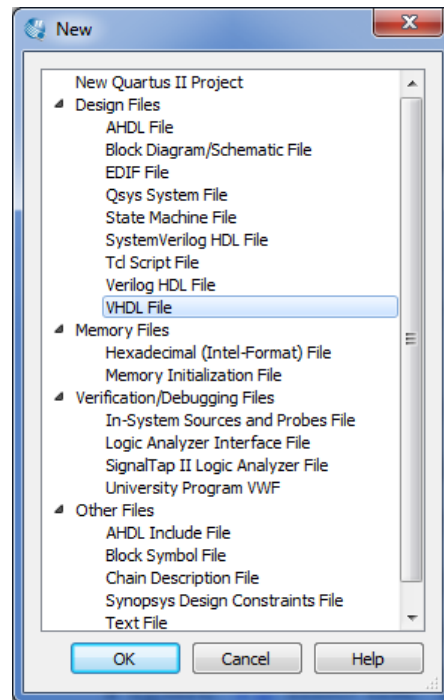 New
New Quartus II Project
Design Files
AHDL File
Block Diagram/Schematic File
EDIF File
Qsys System File
State Machine File
SystemVerilog HDL File
Tcl Script File
Verilog HDL File
VHDL File
Memory Files
Hexadecimal (Intel-Format) File
Memory Initialization File
Verification/Debugging Files
In-System Sources and Probes File
Logic Analyzer Interface File
SignalTap II Logic Analyzer File
University Program VWF
Other Files
AHDL Include File
Block Symbol File
Chain Description File
Synopsys Design Constraints File
Text File
OK Cancel Help